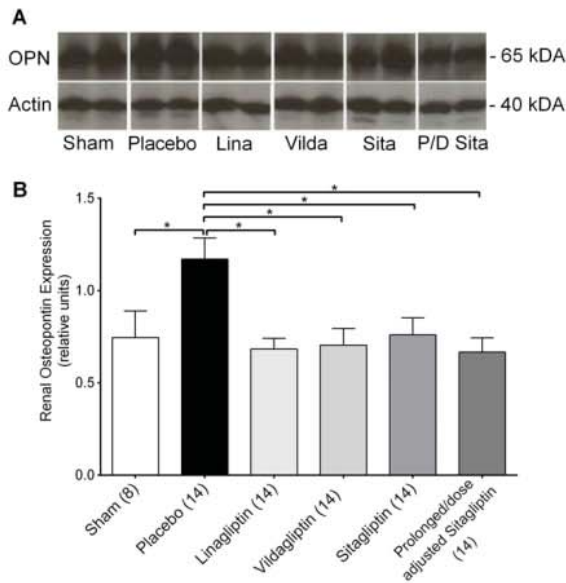 A
OPN
- 65 kDA
Actin
- 40 kDA
Sham Placebo Lina Vilda Sita P/D Sita
B
Renal Osteopontin Expression
(relative units)
1.5
1.0
0.5
0.0
*
*
*
*
*
Sham (8)
Placebo (14)
Linagliptin (14)
Vildagliptin (14)
Sitagliptin (14)
Prolonged/dose
adjusted Sitagliptin
(14)